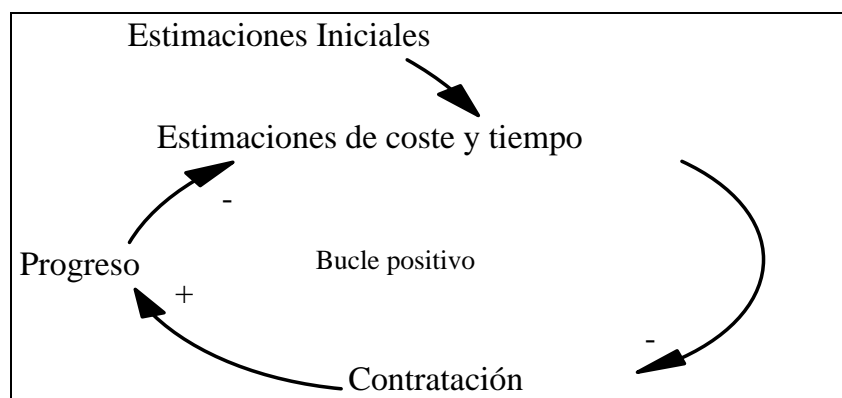 Estimaciones Iniciales
Estimaciones de coste y tiempo
-
Progreso
Bucle positivo
+
-
Contratación